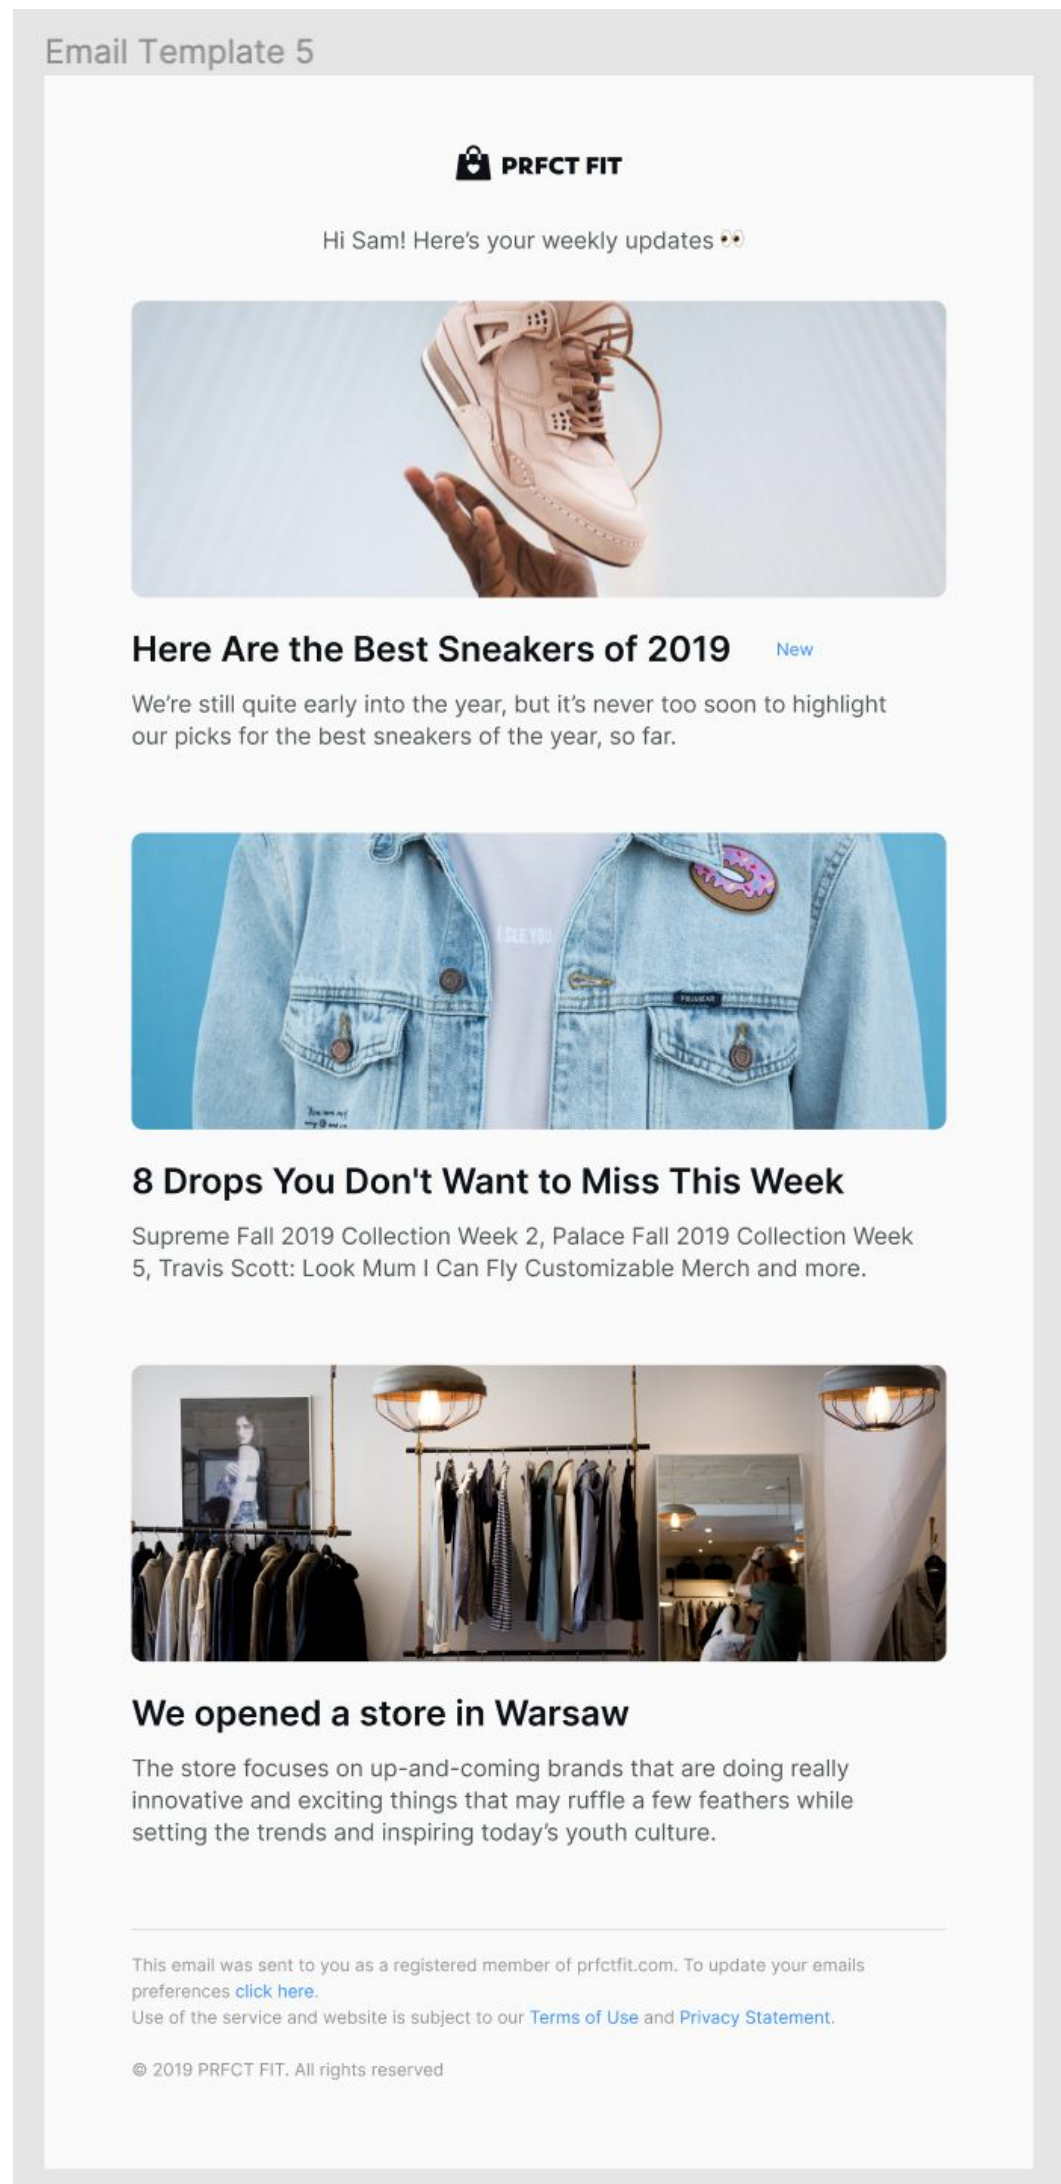 Email Template 5
PRFCT FIT
Hi Sam! Here’s your weekly updates 👀
Here Are the Best Sneakers of 2019 New
We’re still quite early into the year, but it’s never too soon to highlight
our picks for the best sneakers of the year, so far.
I SEE YOU
8 Drops You Don't Want to Miss This Week
Supreme Fall 2019 Collection Week 2, Palace Fall 2019 Collection Week
5, Travis Scott: Look Mum I Can Fly Customizable Merch and more.
We opened a store in Warsaw
The store focuses on up-and-coming brands that are doing really
innovative and exciting things that may ruffle a few feathers while
setting the trends and inspiring today’s youth culture.
This email was sent to you as a registered member of prfctfit.com. To update your emails
preferences click here.
Use of the service and website is subject to our Terms of Use and Privacy Statement.
© 2019 PRFCT FIT. All rights reserved